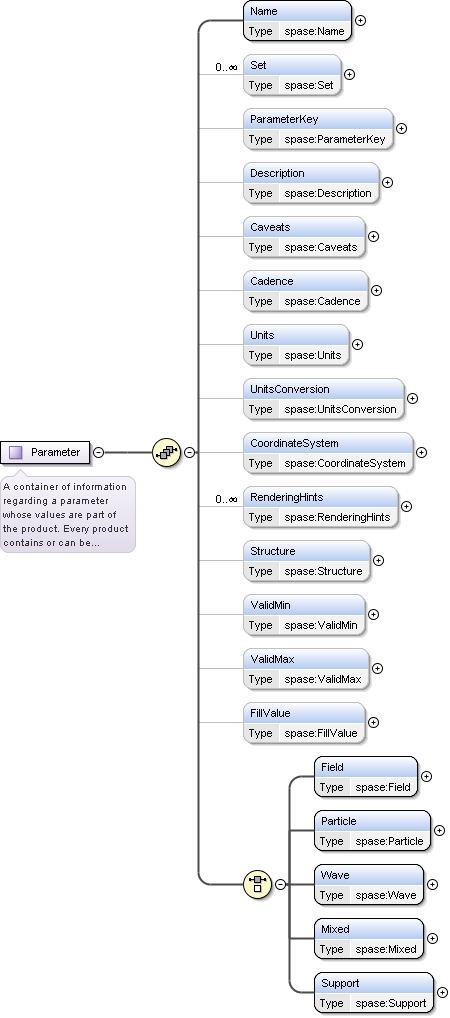 Name
Type spase:Name
0..∞
Set
Type spase:Set
ParameterKey
Type spase:ParameterKey
Description
Type spase:Description
Caveats
Type spase:Caveats
Cadence
Type spase:Cadence
Units
Type spase:Units
UnitsConversion
Type spase:UnitsConversion
Parameter
A container of information
regarding a parameter
whose values are part of
the product. Every product
contains or can be...
CoordinateSystem
Type spase:CoordinateSystem
0..∞
RenderingHints
Type spase:RenderingHints
Structure
Type spase:Structure
ValidMin
Type spase:ValidMin
ValidMax
Type spase:ValidMax
FillValue
Type spase:FillValue
Field
Type spase:Field
Particle
Type spase:Particle
Wave
Type spase:Wave
Mixed
Type spase:Mixed
Support
Type spase:Support